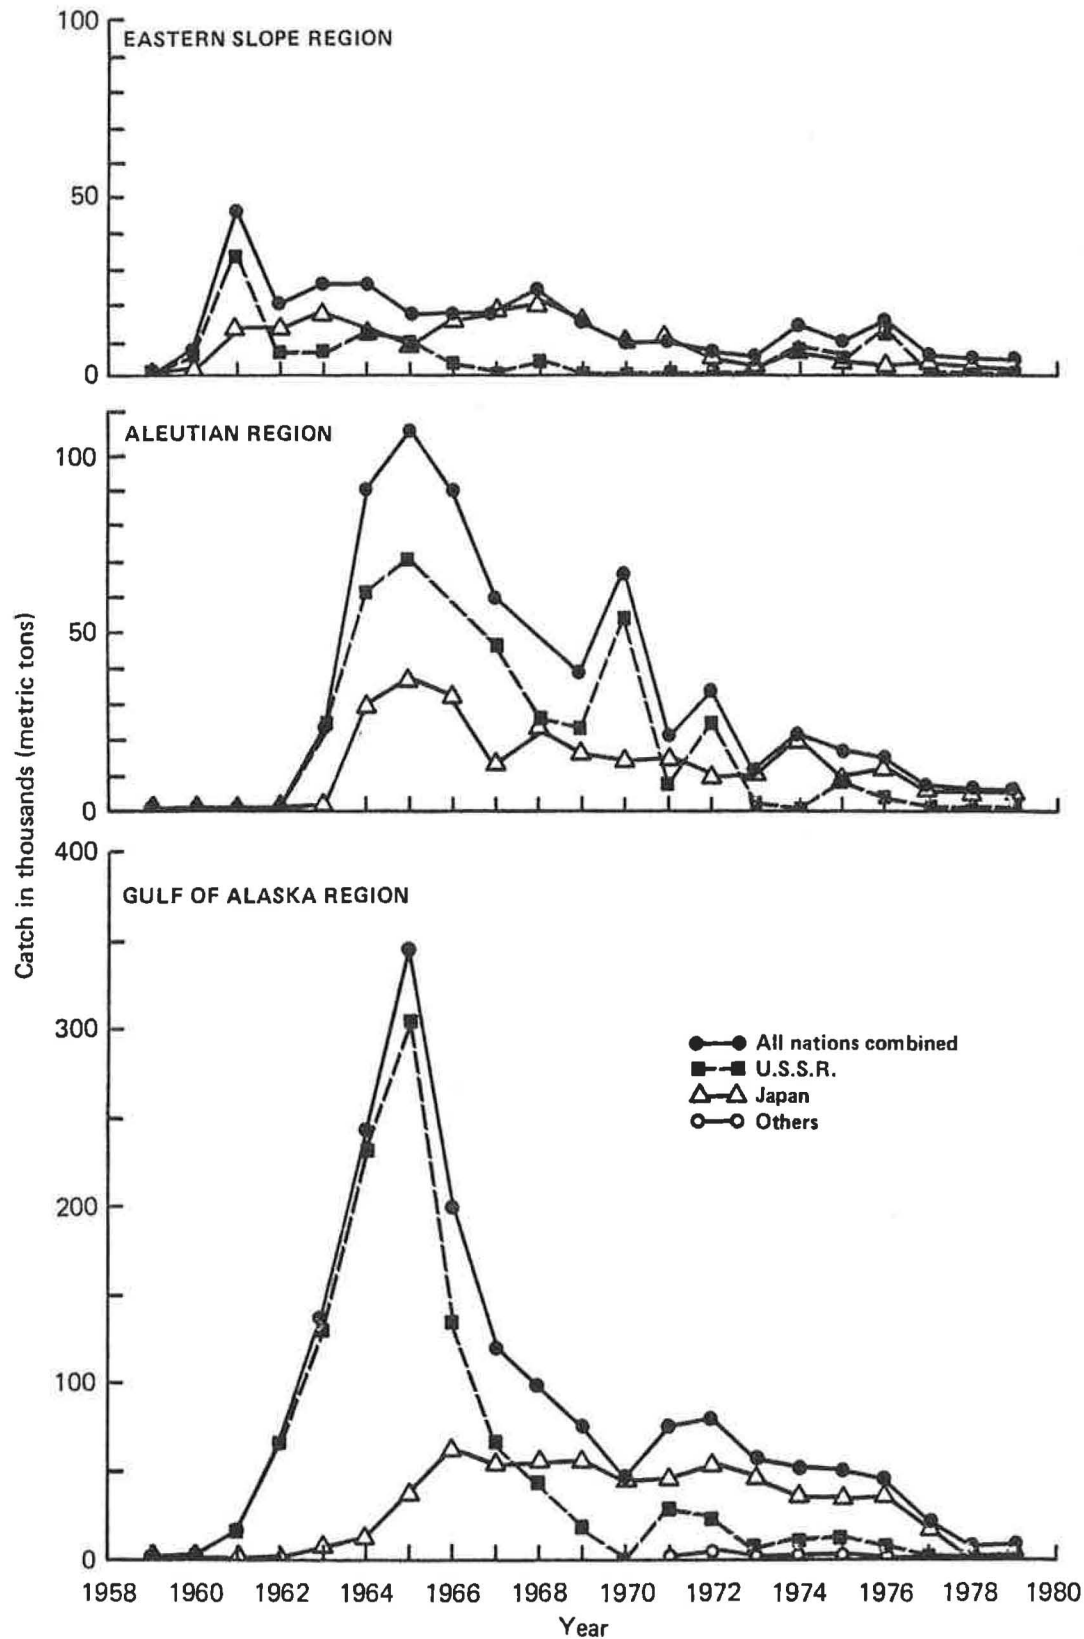 100
EASTERN SLOPE REGION
50
0
ALEUTIAN REGION
100
50
0
Catch in thousands (metric tons)
400
GULF OF ALASKA REGION
300
All nations combined
U.S.S.R.
Japan
Others
200
100
0
1958 1960 1962 1964 1966 1968 1970 1972 1974 1976 1978 1980
Year